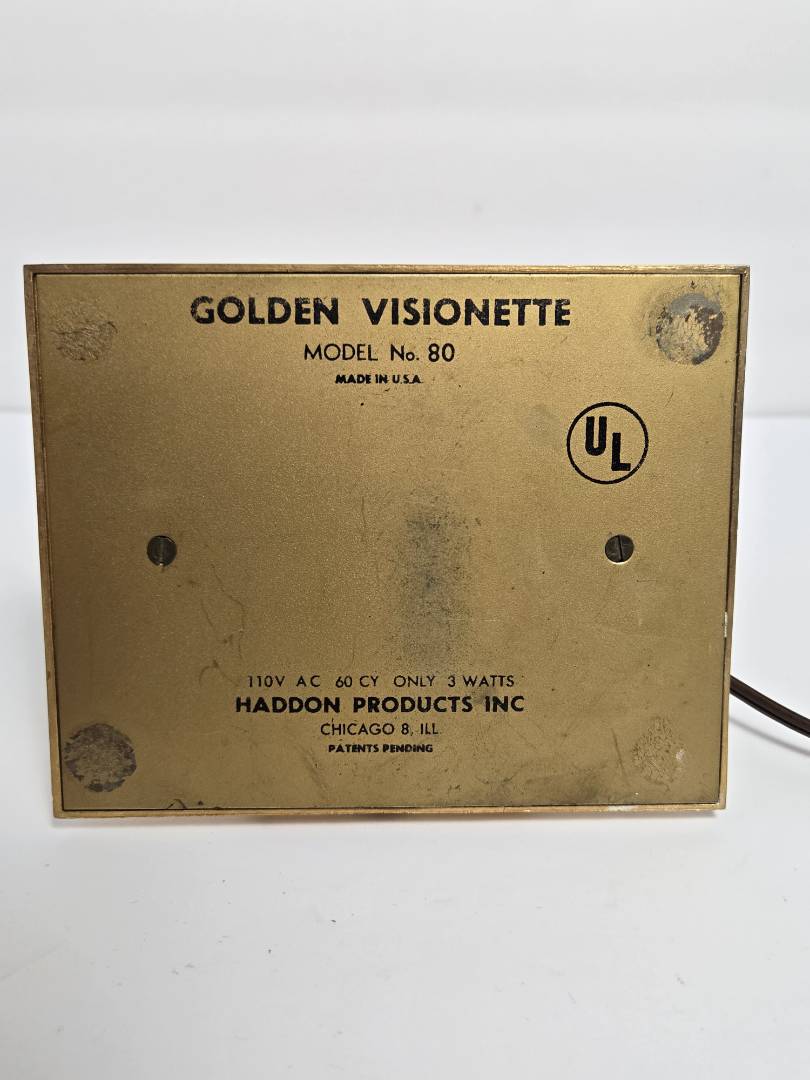 GOLDEN VISIONETTE
MODEL No. 80
MADE IN U.S.A.
UL
110V AC 60 CY ONLY 3 WATTS
HADDON PRODUCTS INC
CHICAGO 8, ILL.
PATENTS PENDING